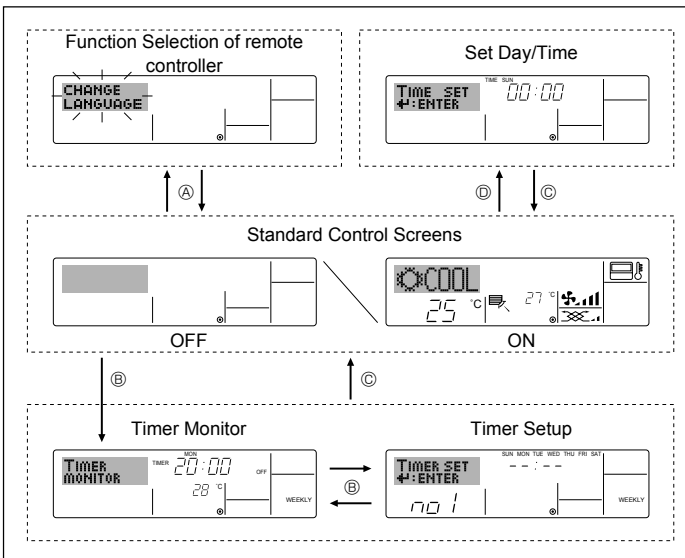 Function Selection of remote
controller
CHANGE
LANGUAGE
Set Day/Time
TIME SUN
TIME SET
↵:ENTER
00:00
Ⓐ
Ⓓ
Ⓒ
Standard Control Screens
COOL
25 °C
27 °C
OFF
ON
Ⓑ
Ⓒ
Timer Monitor
TIMER
MONITOR
MON
TIMER 20:00 OFF
28 °C
WEEKLY
Ⓑ
Timer Setup
SUN MON TUE WED THU FRI SAT
TIMER SET
↵:ENTER
--:--
no 1
WEEKLY